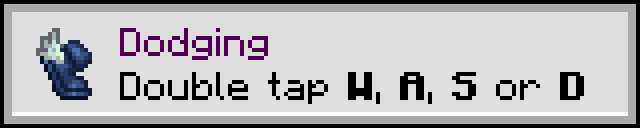 Dodging
Double tap W, A, S or D